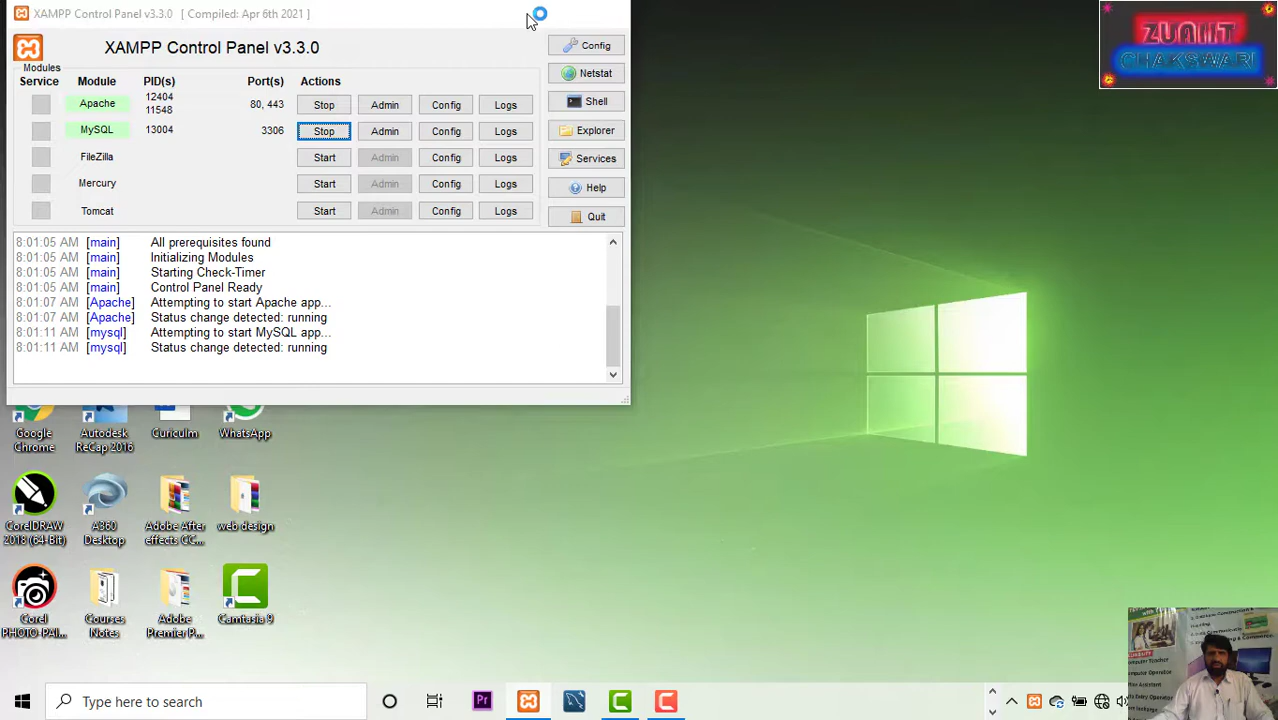 XAMPP Control Panel v3.3.0 [ Compiled: Apr 6th 2021 ]
XAMPP Control Panel v3.3.0
Config
Modules
Service Module PID(s) Port(s) Actions
Netstat
Apache 12404 11548 80, 443 Stop Admin Config Logs
Shell
MySQL 13004 3306 Stop Admin Config Logs
Explorer
FileZilla Start Admin Config Logs
Services
Mercury Start Admin Config Logs
Help
Tomcat Start Admin Config Logs
Quit
8:01:05 AM [main] All prerequisites found
8:01:05 AM [main] Initializing Modules
8:01:05 AM [main] Starting Check-Timer
8:01:05 AM [main] Control Panel Ready
8:01:07 AM [Apache] Attempting to start Apache app...
8:01:07 AM [Apache] Status change detected: running
8:01:11 AM [mysql] Attempting to start MySQL app...
8:01:11 AM [mysql] Status change detected: running
Google Chrome
Autodesk ReCap 2016
Curiculm
WhatsApp
CorelDRAW 2018 (64-Bit)
A360 Desktop
Adobe After effects CC...
web design
Corel PHOTO-PAI...
Courses Notes
Adobe Premier P...
Camtasia 9
Type here to search
ZUAIIT
CHAKSWARI